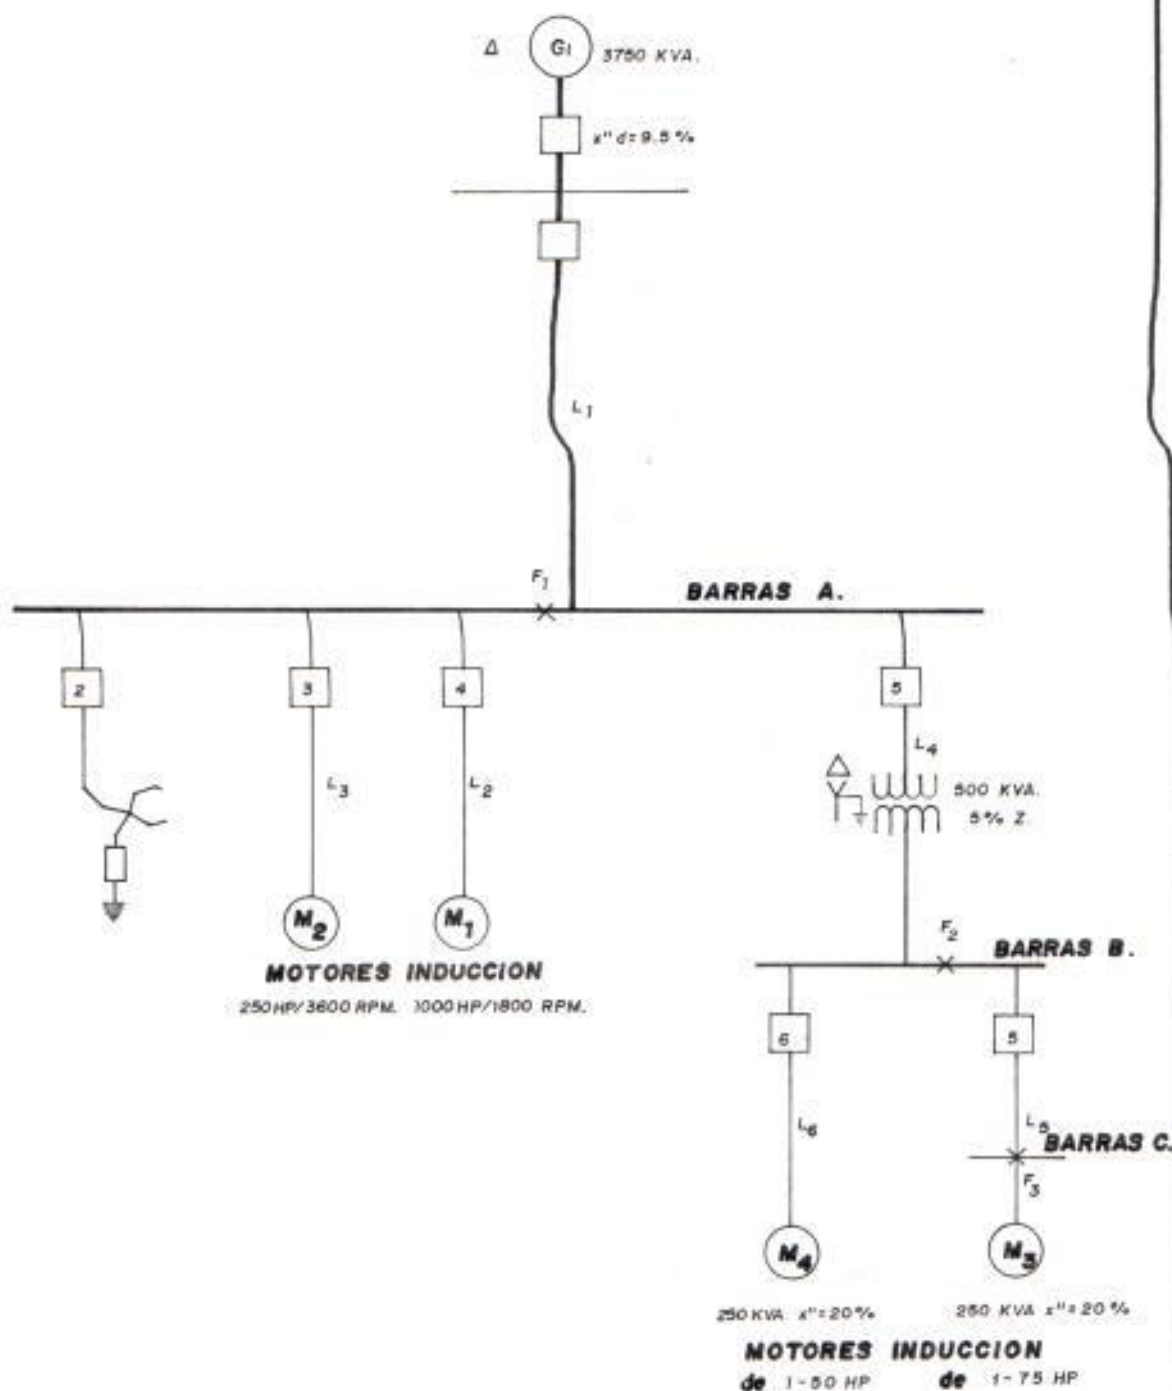 Δ G1 3750 KVA.
x"d=9.5%
L1
F1
BARRAS A.
2 3 4 5
L3 L2 L4
Δ
500 KVA.
5% Z.
M2 M1
F2
BARRAS B.
MOTORES INDUCCION
250HP/3600 RPM. 1000HP/1800 RPM.
6 5
L6 L5
BARRAS C.
F3
M4 M3
250 KVA x"=20% 250 KVA x"=20%
MOTORES INDUCCION
de 1-50 HP de 1-75 HP